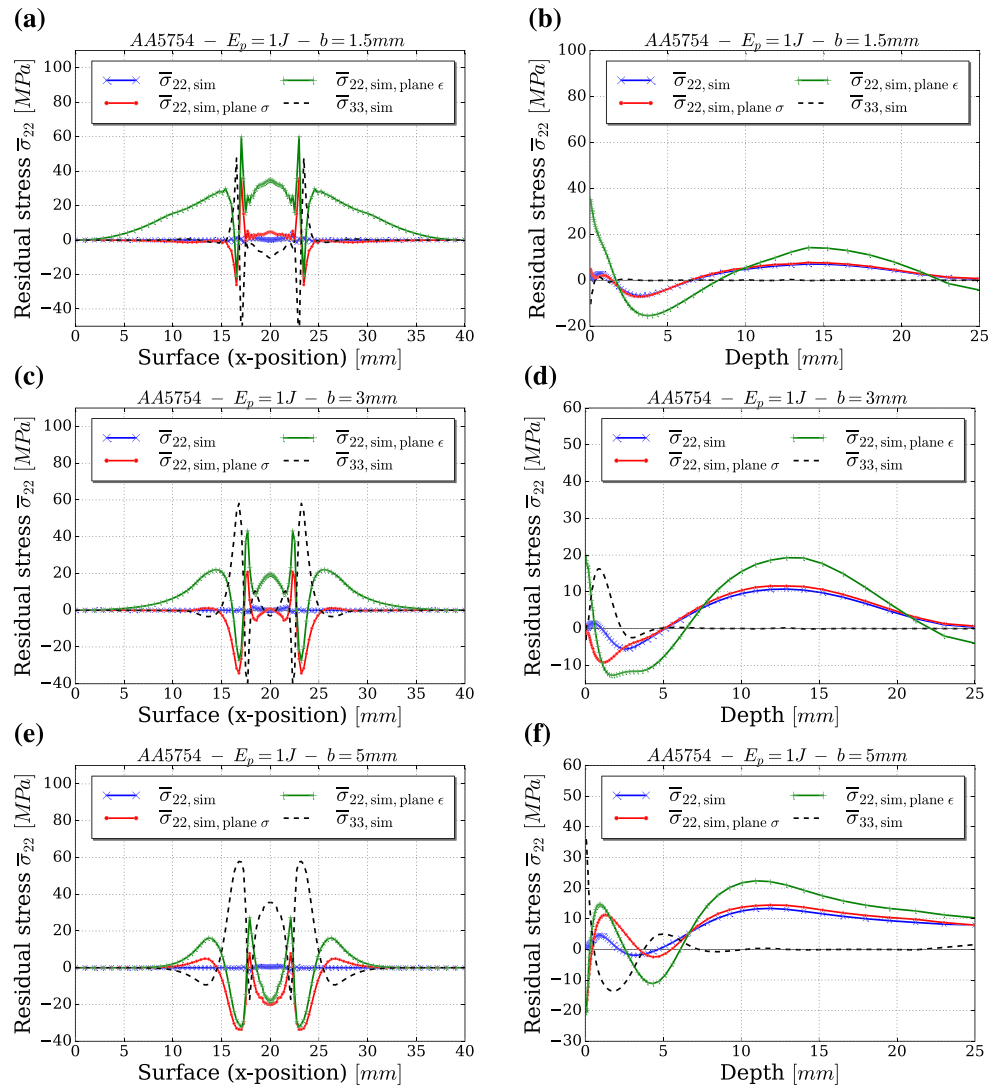 (a)
AA5754 − E_p = 1J − b = 1.5mm
σ̅22,sim
σ̅22,sim,plane σ
σ̅22,sim,plane ϵ
σ̅33,sim
Residual stress σ̅22 [MPa]
100
80
60
40
20
0
−20
−40
0 5 10 15 20 25 30 35 40
Surface (x-position) [mm]
(b)
AA5754 − E_p = 1J − b = 1.5mm
σ̅22,sim
σ̅22,sim,plane σ
σ̅22,sim,plane ϵ
σ̅33,sim
Residual stress σ̅22 [MPa]
100
80
60
40
20
0
−20
0 5 10 15 20 25
Depth [mm]
(c)
AA5754 − E_p = 1J − b = 3mm
σ̅22,sim
σ̅22,sim,plane σ
σ̅22,sim,plane ϵ
σ̅33,sim
Residual stress σ̅22 [MPa]
100
80
60
40
20
0
−20
−40
0 5 10 15 20 25 30 35 40
Surface (x-position) [mm]
(d)
AA5754 − E_p = 1J − b = 3mm
σ̅22,sim
σ̅22,sim,plane σ
σ̅22,sim,plane ϵ
σ̅33,sim
Residual stress σ̅22 [MPa]
60
50
40
30
20
10
0
−10
0 5 10 15 20 25
Depth [mm]
(e)
AA5754 − E_p = 1J − b = 5mm
σ̅22,sim
σ̅22,sim,plane σ
σ̅22,sim,plane ϵ
σ̅33,sim
Residual stress σ̅22 [MPa]
100
80
60
40
20
0
−20
−40
0 5 10 15 20 25 30 35 40
Surface (x-position) [mm]
(f)
AA5754 − E_p = 1J − b = 5mm
σ̅22,sim
σ̅22,sim,plane σ
σ̅22,sim,plane ϵ
σ̅33,sim
Residual stress σ̅22 [MPa]
60
50
40
30
20
10
0
−10
−20
−30
0 5 10 15 20 25
Depth [mm]